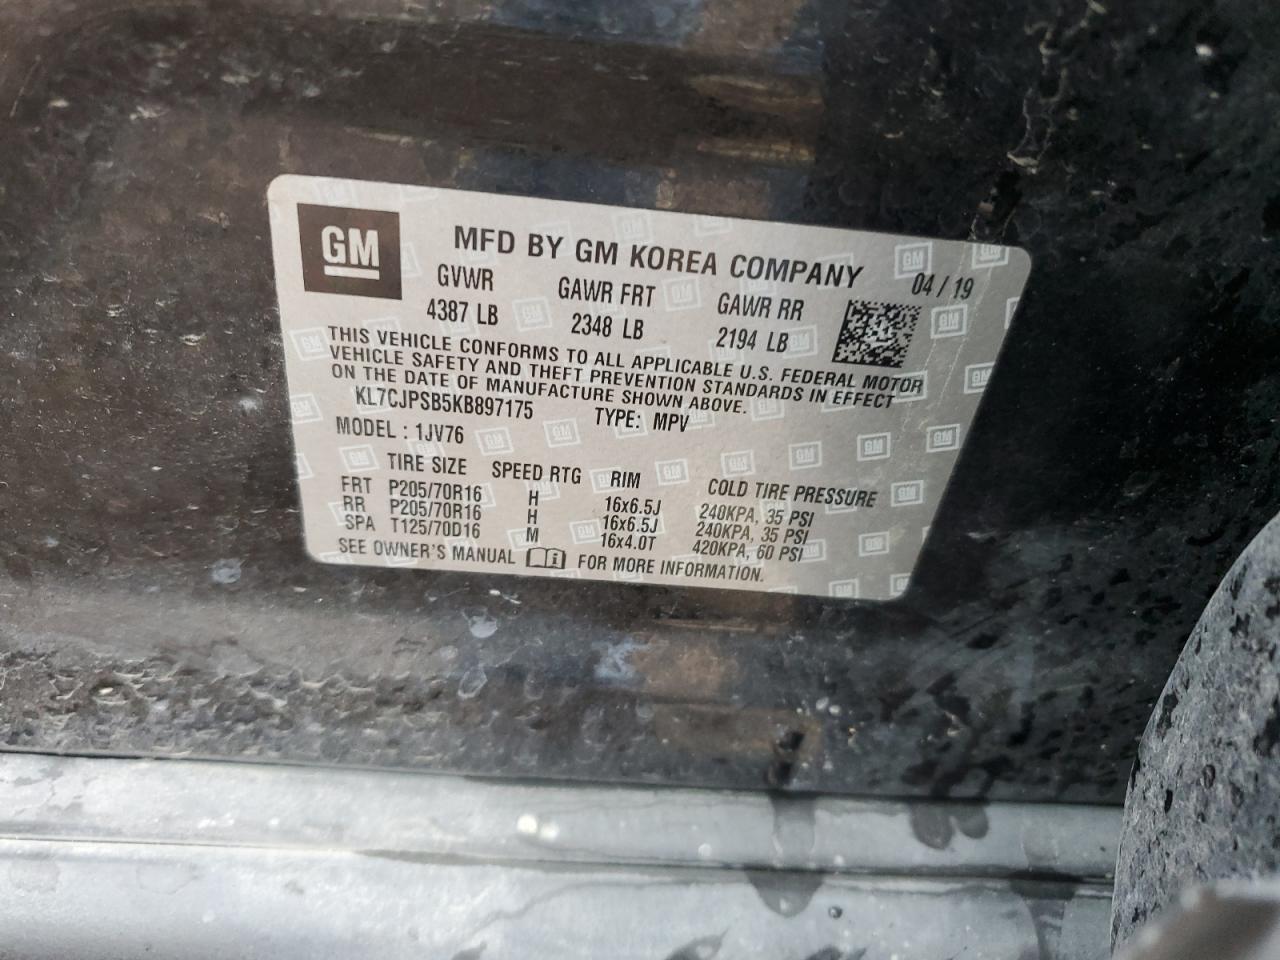 GM
MFD BY GM KOREA COMPANY
04 / 19
GVWR GAWR FRT GAWR RR
4387 LB 2348 LB 2194 LB
THIS VEHICLE CONFORMS TO ALL APPLICABLE U.S. FEDERAL MOTOR
VEHICLE SAFETY AND THEFT PREVENTION STANDARDS IN EFFECT
ON THE DATE OF MANUFACTURE SHOWN ABOVE.
KL7CJPSB5KB897175 TYPE: MPV
MODEL : 1JV76
TIRE SIZE SPEED RTG RIM COLD TIRE PRESSURE
FRT P205/70R16 H 16x6.5J 240KPA, 35 PSI
RR P205/70R16 H 16x6.5J 240KPA, 35 PSI
SPA T125/70D16 M 16x4.0T 420KPA, 60 PSI
SEE OWNER'S MANUAL i FOR MORE INFORMATION.